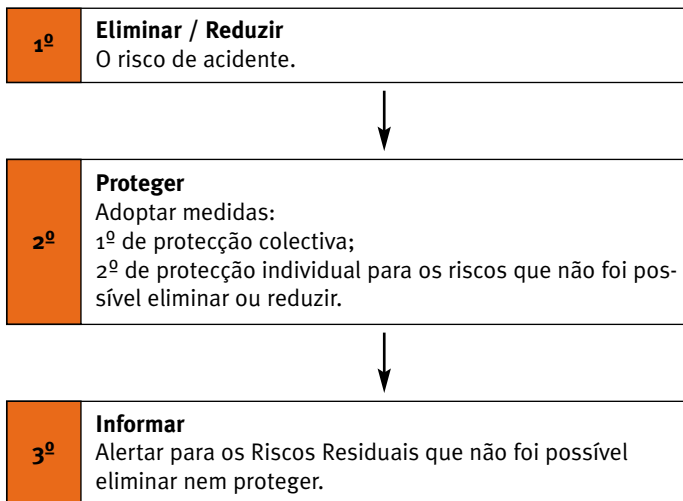 1º
Eliminar / Reduzir
O risco de acidente.
2º
Proteger
Adoptar medidas:
1º de protecção colectiva;
2º de protecção individual para os riscos que não foi pos-
sível eliminar ou reduzir.
3º
Informar
Alertar para os Riscos Residuais que não foi possível
eliminar nem proteger.